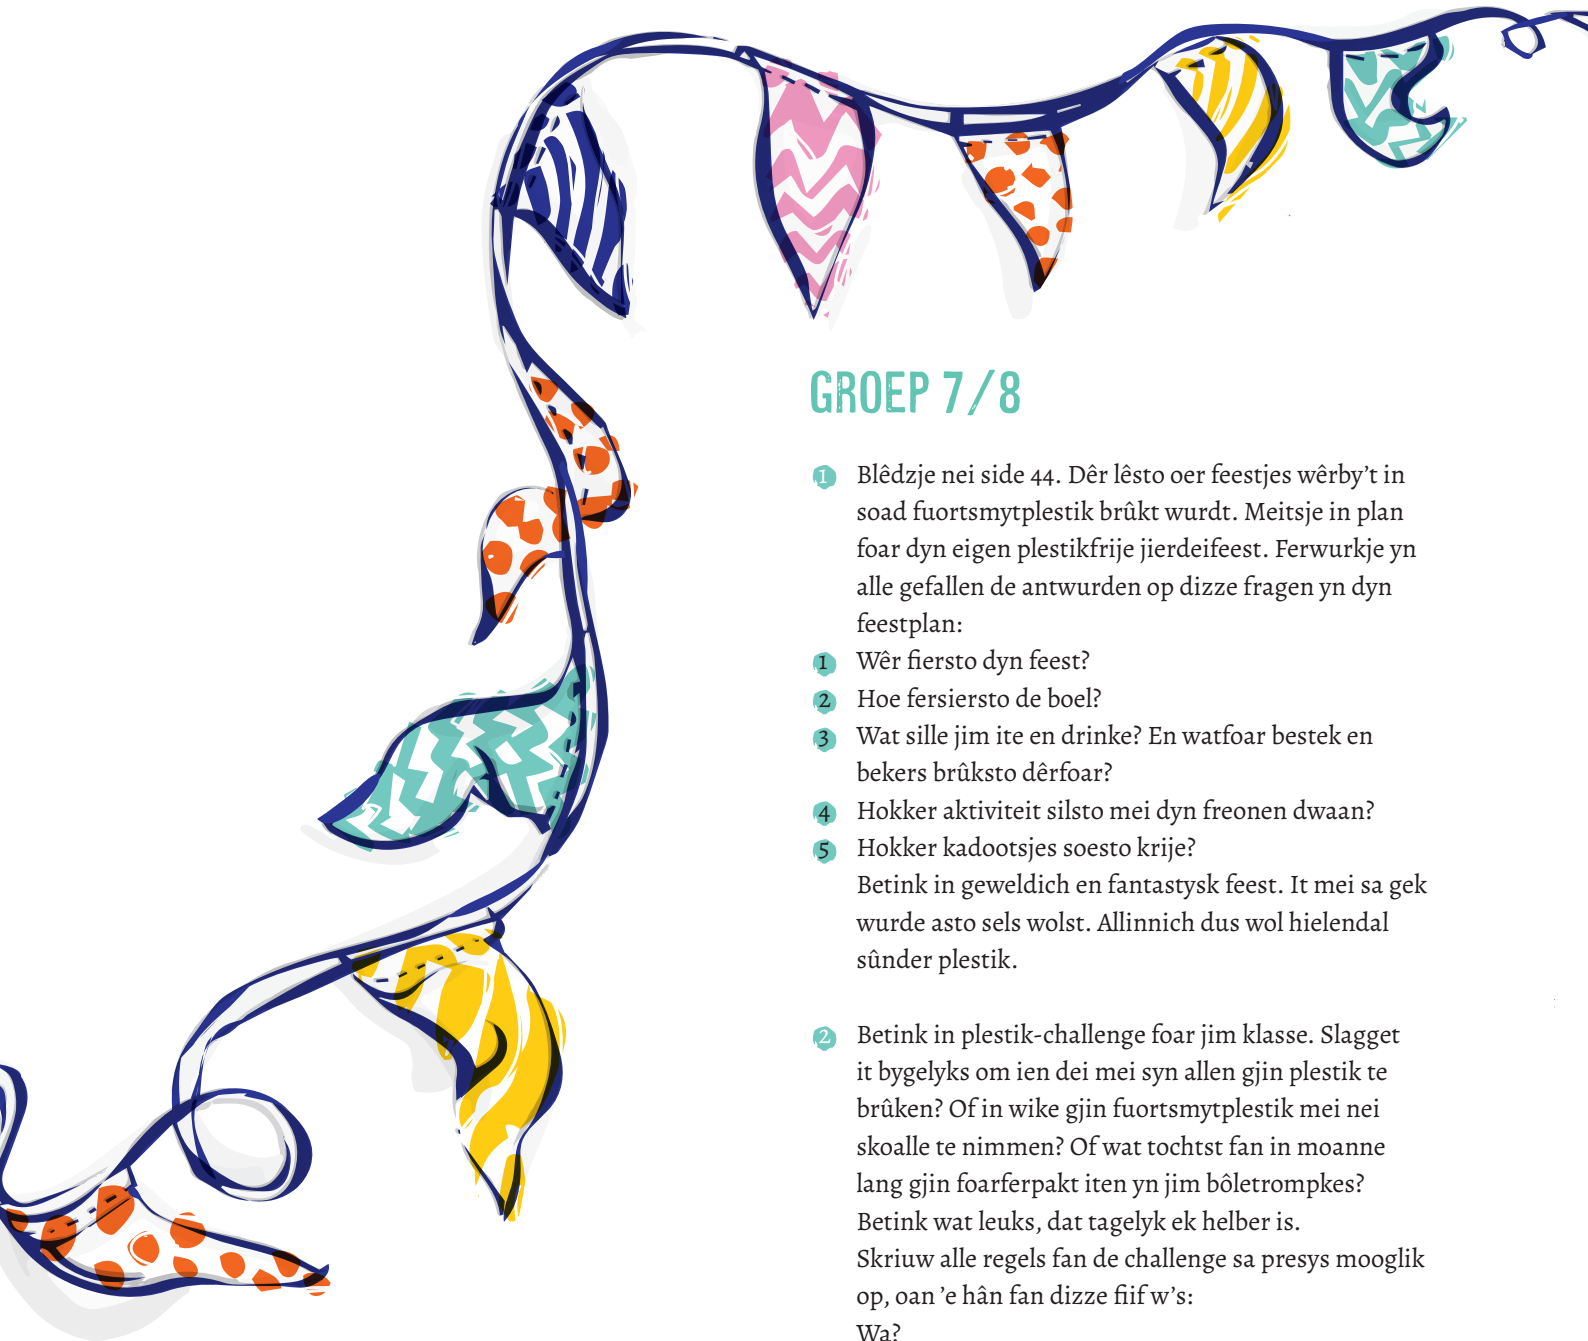 GROEP 7/8
1 Blêdzje nei side 44. Dêr lêsto oer feestjes wêrby’t in
soad fuortsmytplestik brûkt wurdt. Meitsje in plan
foar dyn eigen plestikfrije jierdeifeest. Ferwurkje yn
alle gefallen de antwurden op dizze fragen yn dyn
feestplan:
1 Wêr fiersto dyn feest?
2 Hoe fersiersto de boel?
3 Wat sille jim ite en drinke? En watfoar bestek en
bekers brûksto dêrfoar?
4 Hokker aktiviteit silsto mei dyn freonen dwaan?
5 Hokker kadootsjes soesto krije?
Betink in geweldich en fantastysk feest. It mei sa gek
wurde asto sels wolst. Allinnich dus wol hielendal
sûnder plestik.
2 Betink in plestik-challenge foar jim klasse. Slagget
it bygelyks om ien dei mei syn allen gjin plestik te
brûken? Of in wike gjin fuortsmytplestik mei nei
skoalle te nimmen? Of wat tochtst fan in moanne
lang gjin foarferpakt iten yn jim bôletrompkes?
Betink wat leuks, dat tagelyk ek helber is.
Skriuw alle regels fan de challenge sa presys mooglik
op, oan ’e hân fan dizze fiif w’s:
Wa?